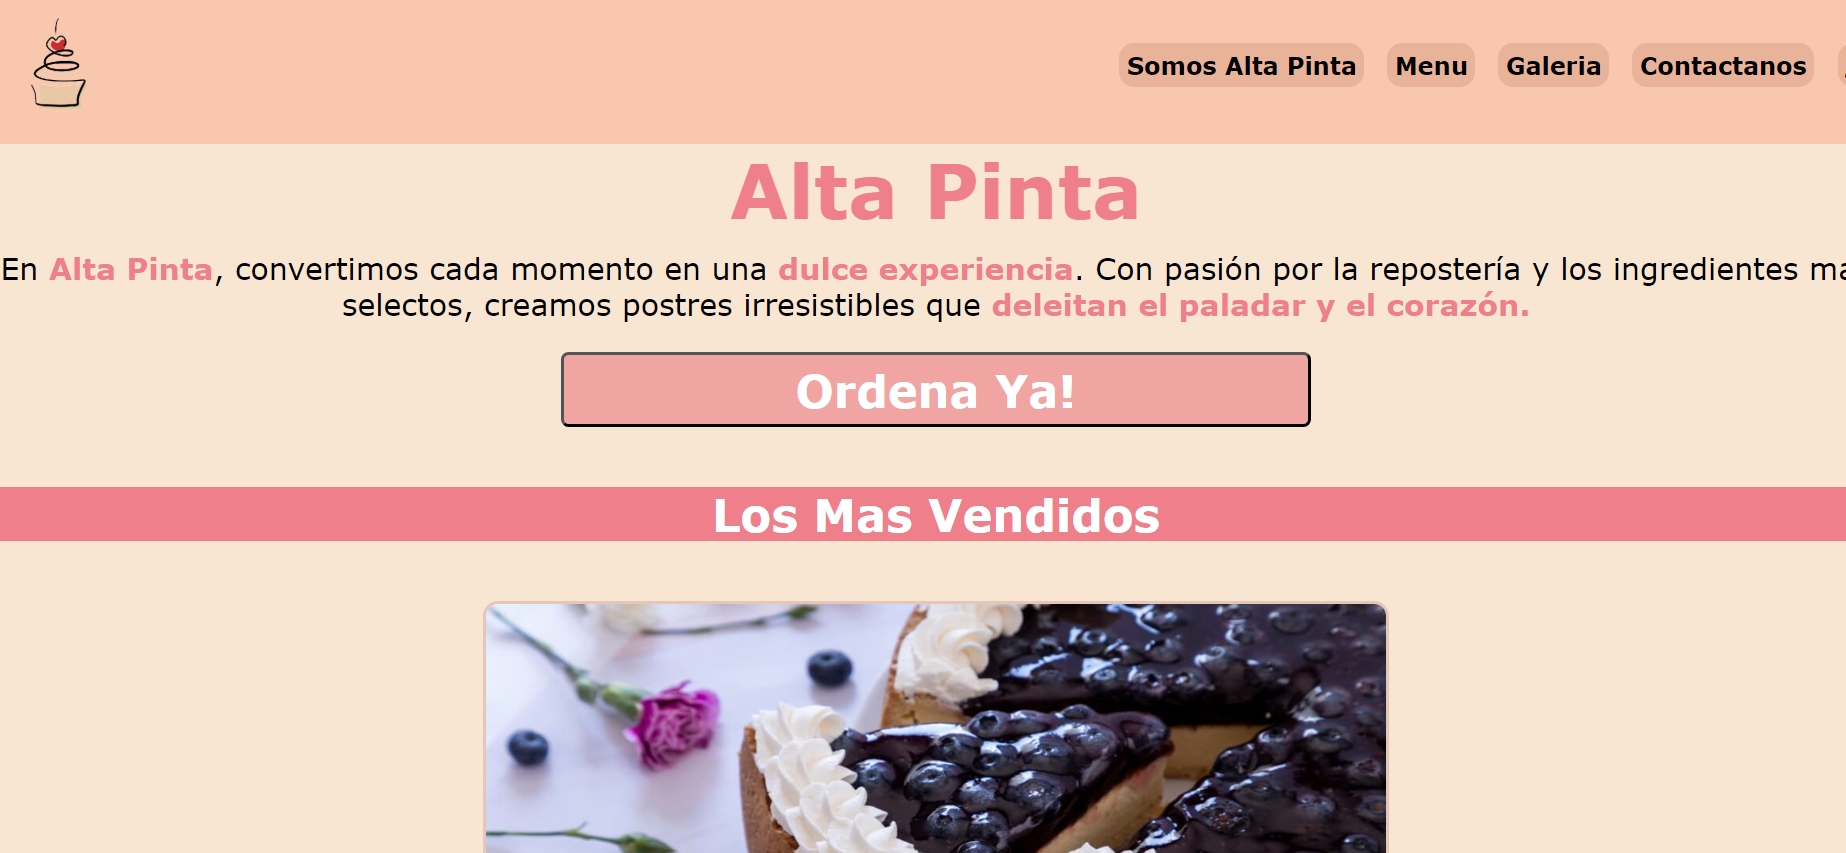 Somos Alta Pinta Menu Galeria Contactanos
Alta Pinta
En Alta Pinta, convertimos cada momento en una dulce experiencia. Con pasión por la repostería y los ingredientes
selectos, creamos postres irresistibles que deleitan el paladar y el corazón.
Ordena Ya!
Los Mas Vendidos